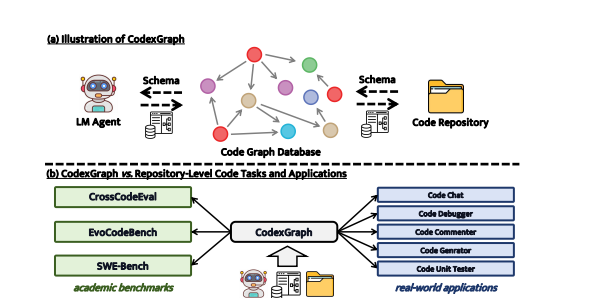 (a) Illustration of CodexGraph
Schema
Schema
LM Agent
Code Repository
Code Graph Database
(b) CodexGraph vs. Repository-Level Code Tasks and Applications
CrossCodeEval
EvoCodeBench
SWE-Bench
academic benchmarks
CodexGraph
Code Chat
Code Debugger
Code Commenter
Code Genrator
Code Unit Tester
real-world applications